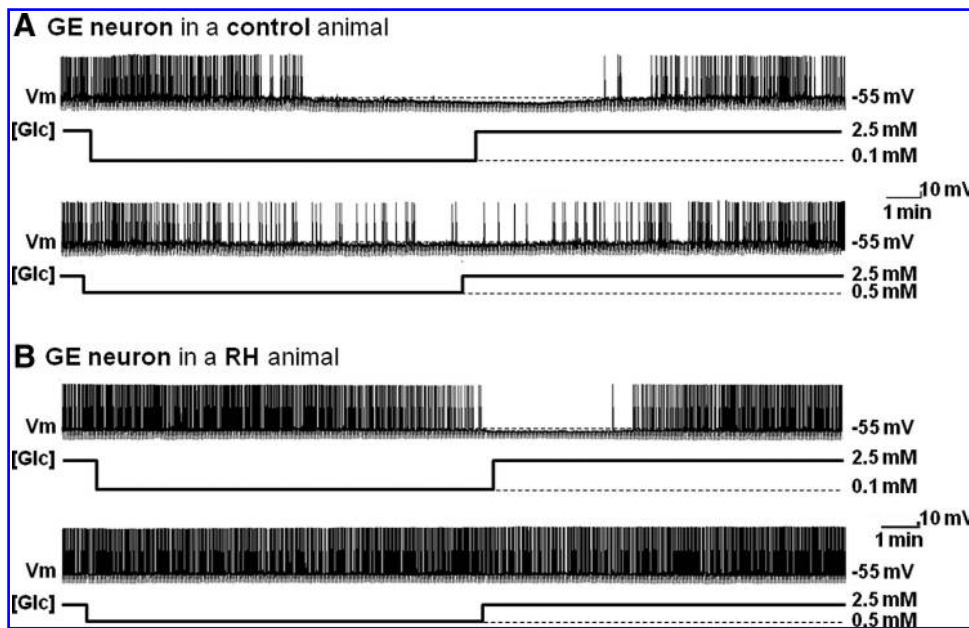 A GE neuron in a control animal
Vm -55 mV
[Glc] 2.5 mM
0.1 mM
10 mV
1 min
Vm -55 mV
[Glc] 2.5 mM
0.5 mM
B GE neuron in a RH animal
Vm -55 mV
[Glc] 2.5 mM
0.1 mM
10 mV
1 min
Vm -55 mV
[Glc] 2.5 mM
0.5 mM